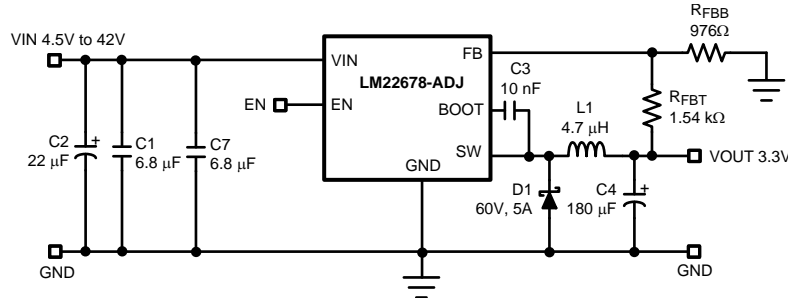 VIN 4.5V to 42V
VIN
FB
RFBB
976Ω
LM22678-ADJ
C3
10 nF
EN
EN
BOOT
L1
4.7 µH
RFBT
1.54 kΩ
C2
22 µF
+
C1
6.8 µF
C7
6.8 µF
GND
SW
VOUT 3.3V
D1
60V, 5A
C4
180 µF
+
GND
GND